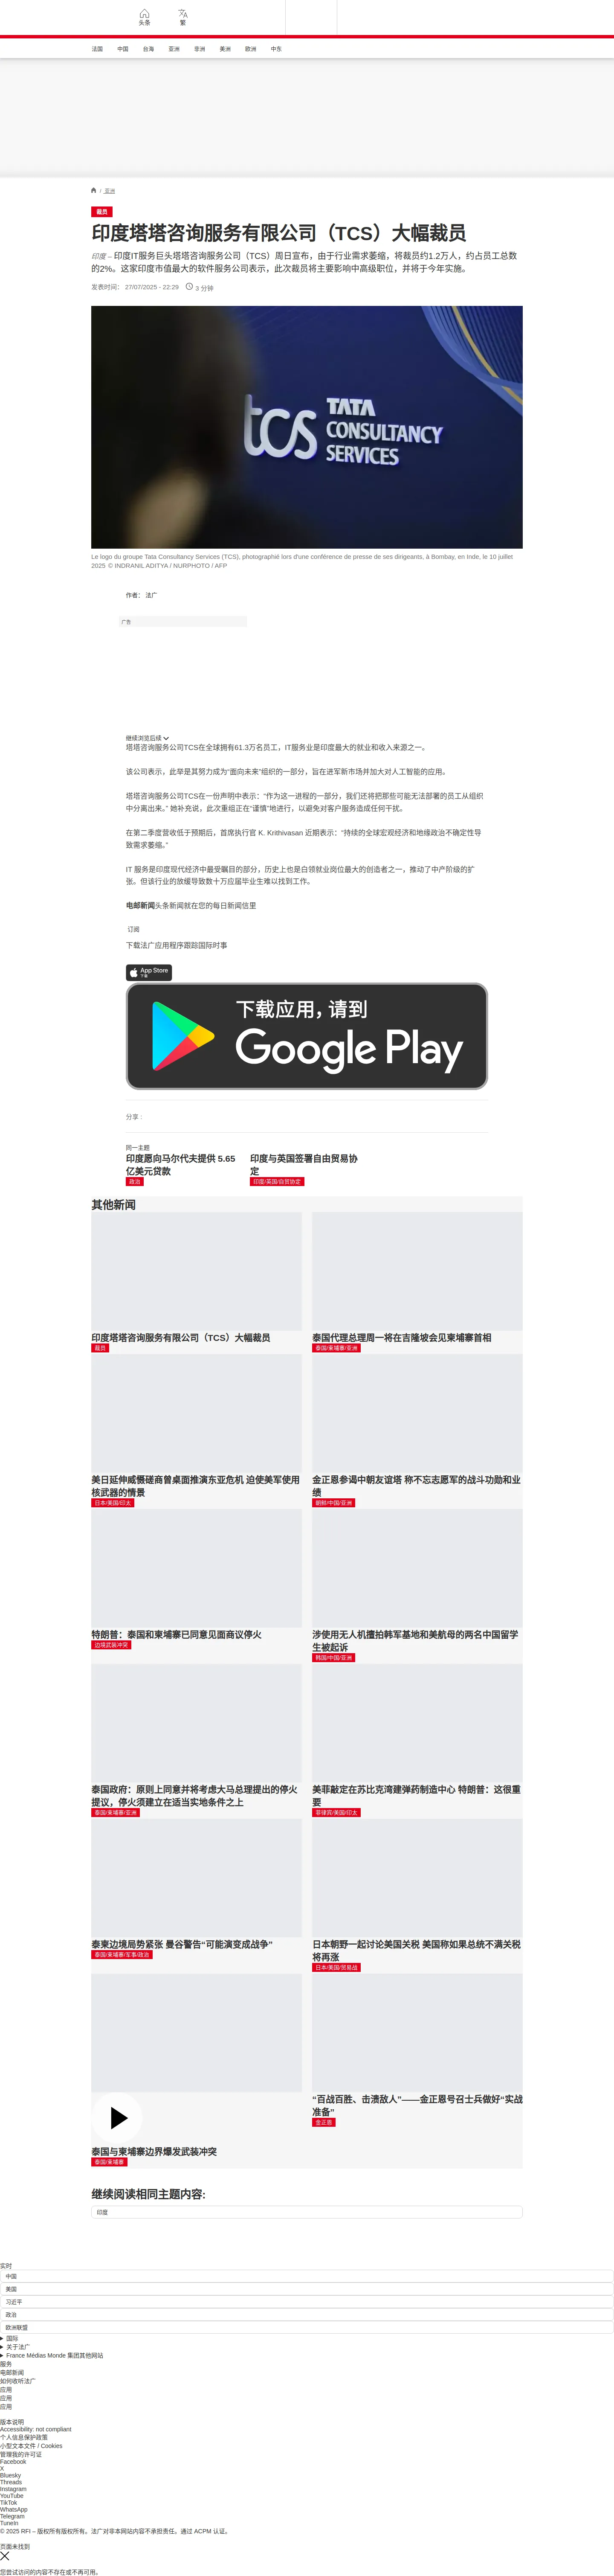 头条
繁
法国 中国 台海 亚洲 非洲 美洲 欧洲 中东
/ 亚洲
裁员
印度塔塔咨询服务有限公司（TCS）大幅裁员
印度 – 印度IT服务巨头塔塔咨询服务公司（TCS）周日宣布，由于行业需求萎缩，将裁员约1.2万人，约占员工总数
的2%。这家印度市值最大的软件服务公司表示，此次裁员将主要影响中高级职位，并将于今年实施。
发表时间： 27/07/2025 - 22:29 3 分钟
tcs TATA
CONSULTANCY
SERVICES
Le logo du groupe Tata Consultancy Services (TCS), photographié lors d'une conférence de presse de ses dirigeants, à Bombay, en Inde, le 10 juillet
2025 © INDRANIL ADITYA / NURPHOTO / AFP
作者： 法广
广告
继续浏览后续
塔塔咨询服务公司TCS在全球拥有61.3万名员工，IT服务业是印度最大的就业和收入来源之一。
该公司表示，此举是其努力成为“面向未来”组织的一部分，旨在进军新市场并加大对人工智能的应用。
塔塔咨询服务公司TCS在一份声明中表示：“作为这一进程的一部分，我们还将把那些可能无法部署的员工从组织
中分离出来。” 她补充说，此次重组正在“谨慎”地进行，以避免对客户服务造成任何干扰。
在第二季度营收低于预期后，首席执行官 K. Krithivasan 近期表示：“持续的全球宏观经济和地缘政治不确定性导
致需求萎缩。”
IT 服务是印度现代经济中最受瞩目的部分，历史上也是白领就业岗位最大的创造者之一，推动了中产阶级的扩
张。但该行业的放缓导致数十万应届毕业生难以找到工作。
电邮新闻头条新闻就在您的每日新闻信里
订阅
下载法广应用程序跟踪国际时事
App Store
下载
下载应用，请到
Google Play
分享 :
同一主题
印度愿向马尔代夫提供 5.65
亿美元贷款
政治
印度与英国签署自由贸易协
定
印度/英国/自贸协定
其他新闻
印度塔塔咨询服务有限公司（TCS）大幅裁员
裁员
泰国代理总理周一将在吉隆坡会见柬埔寨首相
泰国/柬埔寨/亚洲
美日延伸威慑磋商曾桌面推演东亚危机 迫使美军使用
核武器的情景
日本/美国/印太
金正恩参谒中朝友谊塔 称不忘志愿军的战斗功勋和业
绩
朝鲜/中国/亚洲
特朗普：泰国和柬埔寨已同意见面商议停火
边境武装冲突
涉使用无人机擅拍韩军基地和美航母的两名中国留学
生被起诉
韩国/中国/亚洲
泰国政府：原则上同意并将考虑大马总理提出的停火
提议，停火须建立在适当实地条件之上
泰国/柬埔寨/亚洲
美菲敲定在苏比克湾建弹药制造中心 特朗普：这很重
要
菲律宾/美国/印太
泰柬边境局势紧张 曼谷警告“可能演变成战争”
泰国/柬埔寨/军事/政治
日本朝野一起讨论美国关税 美国称如果总统不满关税
将再涨
日本/美国/贸易战
泰国与柬埔寨边界爆发武装冲突
泰国/柬埔寨
“百战百胜、击溃敌人”——金正恩号召士兵做好“实战
准备”
金正恩
继续阅读相同主题内容:
印度
实时
中国
美国
习近平
政治
欧洲联盟
国际
关于法广
France Médias Monde 集团其他网站
服务
电邮新闻
如何收听法广
应用
应用
应用
版本说明
Accessibility: not compliant
个人信息保护政策
小型文本文件 / Cookies
管理我的许可证
Facebook
X
Bluesky
Threads
Instagram
YouTube
TikTok
WhatsApp
Telegram
TuneIn
© 2025 RFI – 版权所有版权所有。法广对非本网站内容不承担责任。通过 ACPM 认证。
页面未找到
您尝试访问的内容不存在或不再可用。